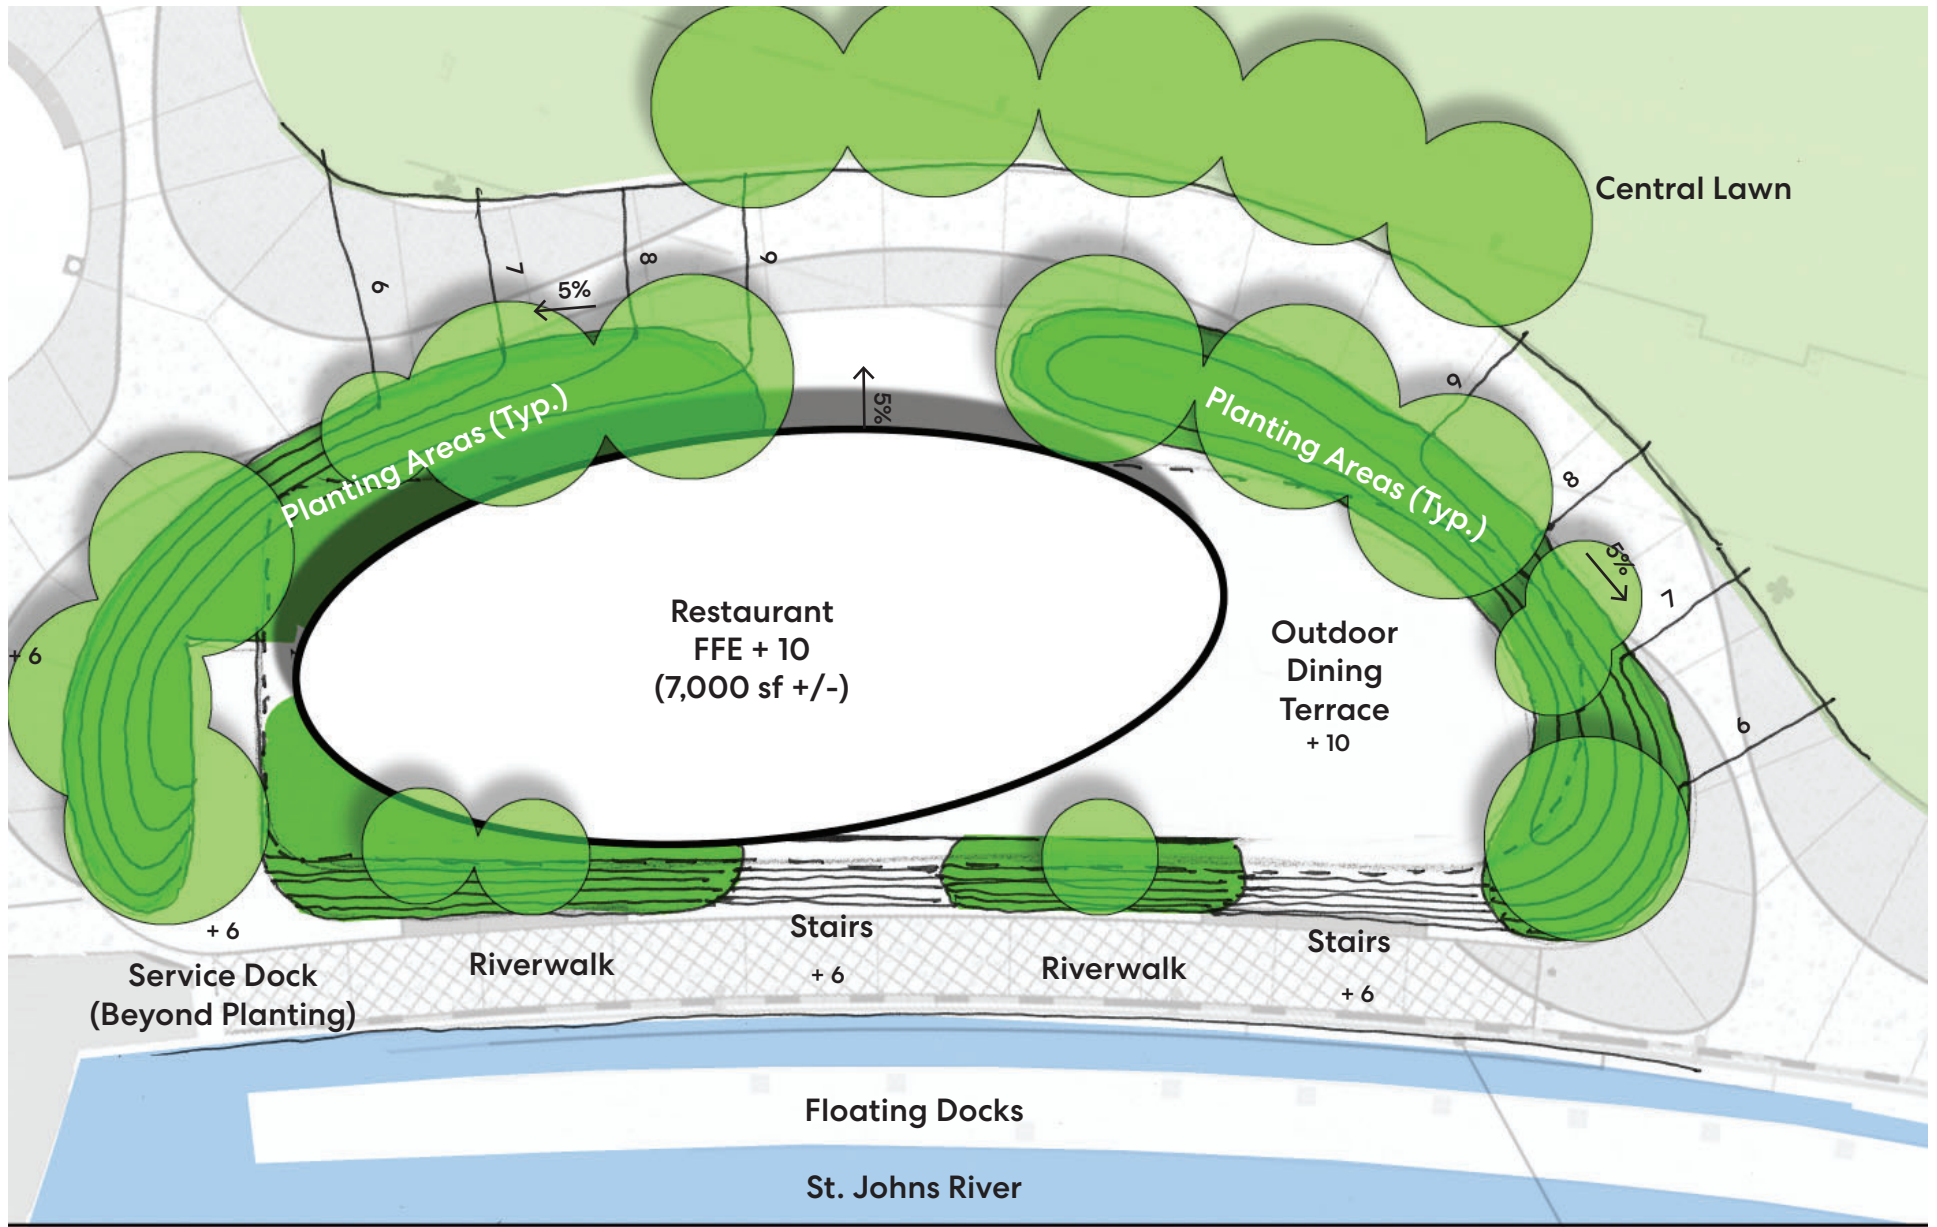 Central Lawn
6
7
8
9
5%
5%
9
8
5%
7
6
Planting Areas (Typ.)
Planting Areas (Typ.)
+ 6
Restaurant
FFE + 10
(7,000 sf +/-)
Outdoor
Dining
Terrace
+ 10
+ 6
Service Dock
(Beyond Planting)
Riverwalk
Stairs
+ 6
Riverwalk
Stairs
+ 6
Floating Docks
St. Johns River